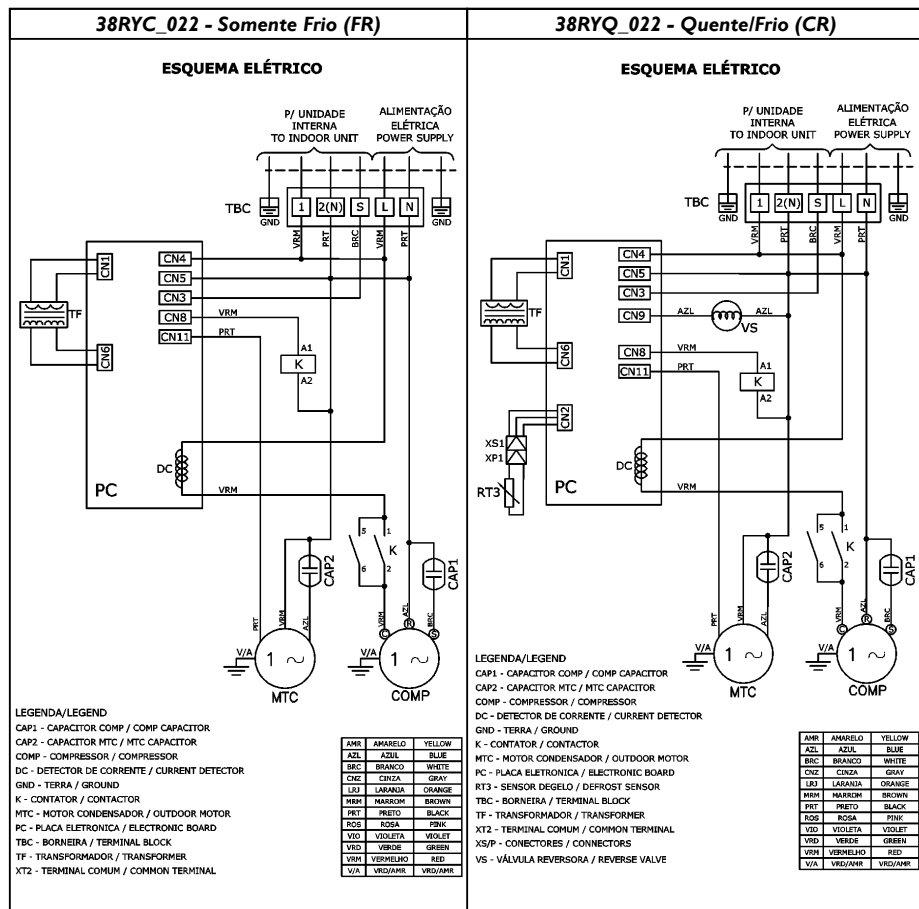 38RYC_022 - Somente Frio (FR)
ESQUEMA ELÉTRICO
P/ UNIDADE
INTERNA
TO INDOOR UNIT
ALIMENTAÇÃO
ELÉTRICA
POWER SUPPLY
TBC
GND
1
2(N)
S
L
N
GND
VRM
PRT
BRC
VRM
PRT
CN1
CN4
CN5
CN3
CN8
VRM
CN11
PRT
TF
CN6
A1
K
A2
DC
PC
VRM
5
1
K
6
2
CAP2
CAP1
PRT
VRM
AZL
VRM
AZL
BRC
C
R
S
V/A
1 ~
MTC
V/A
1 ~
COMP
LEGENDA/LEGEND
CAP1 - CAPACITOR COMP / COMP CAPACITOR
CAP2 - CAPACITOR MTC / MTC CAPACITOR
COMP - COMPRESSOR / COMPRESSOR
DC - DETECTOR DE CORRENTE / CURRENT DETECTOR
GND - TERRA / GROUND
K - CONTATOR / CONTACTOR
MTC - MOTOR CONDENSADOR / OUTDOOR MOTOR
PC - PLACA ELETRONICA / ELECTRONIC BOARD
TBC - BORNEIRA / TERMINAL BLOCK
TF - TRANSFORMADOR / TRANSFORMER
XT2 - TERMINAL COMUM / COMMON TERMINAL
AMR AMARELO YELLOW
AZL AZUL BLUE
BRC BRANCO WHITE
CNZ CINZA GRAY
LRJ LARANJA ORANGE
MRM MARROM BROWN
PRT PRETO BLACK
ROS ROSA PINK
VIO VIOLETA VIOLET
VRD VERDE GREEN
VRM VERMELHO RED
V/A VRD/AMR VRD/AMR
38RYQ_022 - Quente/Frio (CR)
ESQUEMA ELÉTRICO
P/ UNIDADE
INTERNA
TO INDOOR UNIT
ALIMENTAÇÃO
ELÉTRICA
POWER SUPPLY
TBC
GND
1
2(N)
S
L
N
GND
VRM
PRT
BRC
VRM
PRT
CN1
CN4
CN5
CN3
CN9
AZL
AZL
VS
TF
CN6
CN8
VRM
CN11
PRT
A1
K
A2
CN2
XS1
XP1
RT3
DC
PC
VRM
5
1
K
6
2
CAP2
CAP1
PRT
VRM
AZL
VRM
AZL
BRC
C
R
S
V/A
1 ~
MTC
V/A
1 ~
COMP
LEGENDA/LEGEND
CAP1 - CAPACITOR COMP / COMP CAPACITOR
CAP2 - CAPACITOR MTC / MTC CAPACITOR
COMP - COMPRESSOR / COMPRESSOR
DC - DETECTOR DE CORRENTE / CURRENT DETECTOR
GND - TERRA / GROUND
K - CONTATOR / CONTACTOR
MTC - MOTOR CONDENSADOR / OUTDOOR MOTOR
PC - PLACA ELETRONICA / ELECTRONIC BOARD
RT3 - SENSOR DEGELO / DEFROST SENSOR
TBC - BORNEIRA / TERMINAL BLOCK
TF - TRANSFORMADOR / TRANSFORMER
XT2 - TERMINAL COMUM / COMMON TERMINAL
XS/P - CONECTORES / CONNECTORS
VS - VÁLVULA REVERSORA / REVERSE VALVE
AMR AMARELO YELLOW
AZL AZUL BLUE
BRC BRANCO WHITE
CNZ CINZA GRAY
LRJ LARANJA ORANGE
MRM MARROM BROWN
PRT PRETO BLACK
ROS ROSA PINK
VIO VIOLETA VIOLET
VRD VERDE GREEN
VRM VERMELHO RED
V/A VRD/AMR VRD/AMR